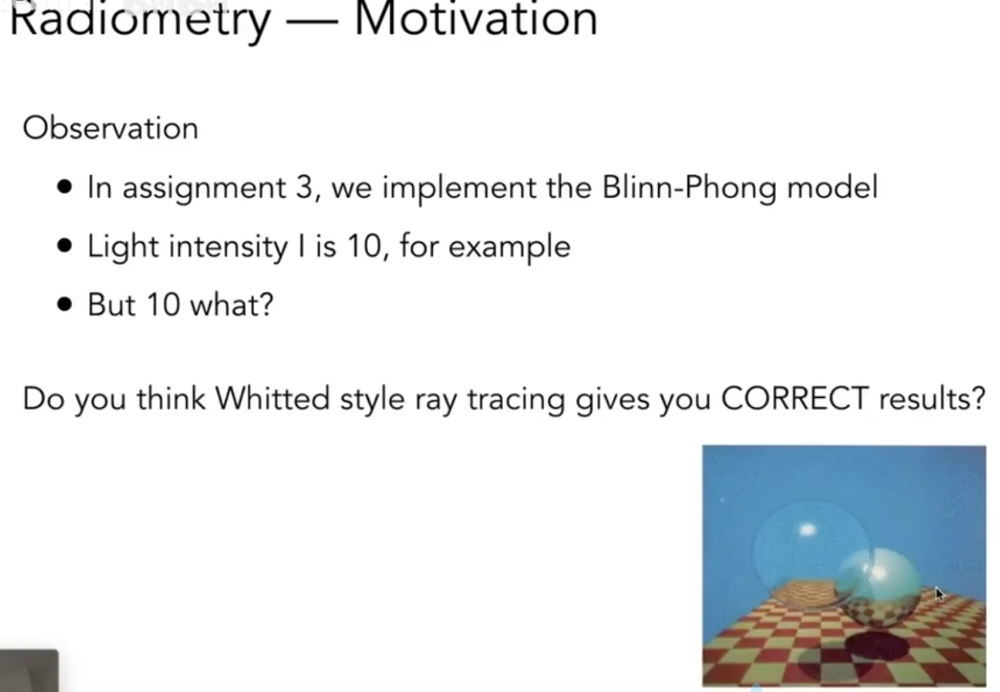 Radiometry — Motivation
Observation
• In assignment 3, we implement the Blinn-Phong model
• Light intensity I is 10, for example
• But 10 what?
Do you think Whitted style ray tracing gives you CORRECT results?